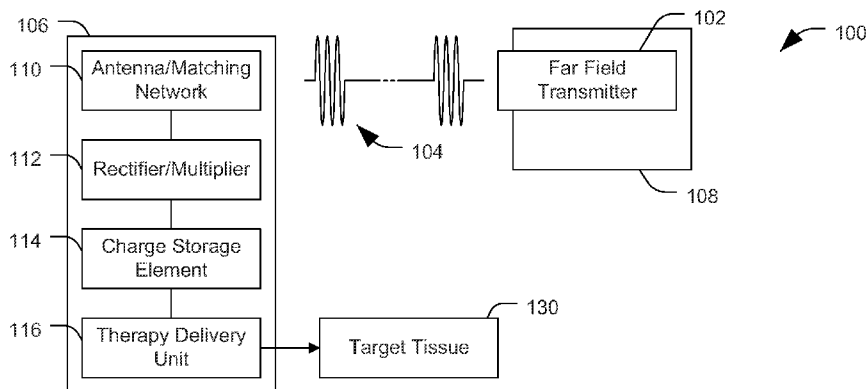 106
102
100
110
Antenna/Matching
Network
Far Field
Transmitter
104
112
Rectifier/Multiplier
108
114
Charge Storage
Element
116
Therapy Delivery
Unit
130
Target Tissue